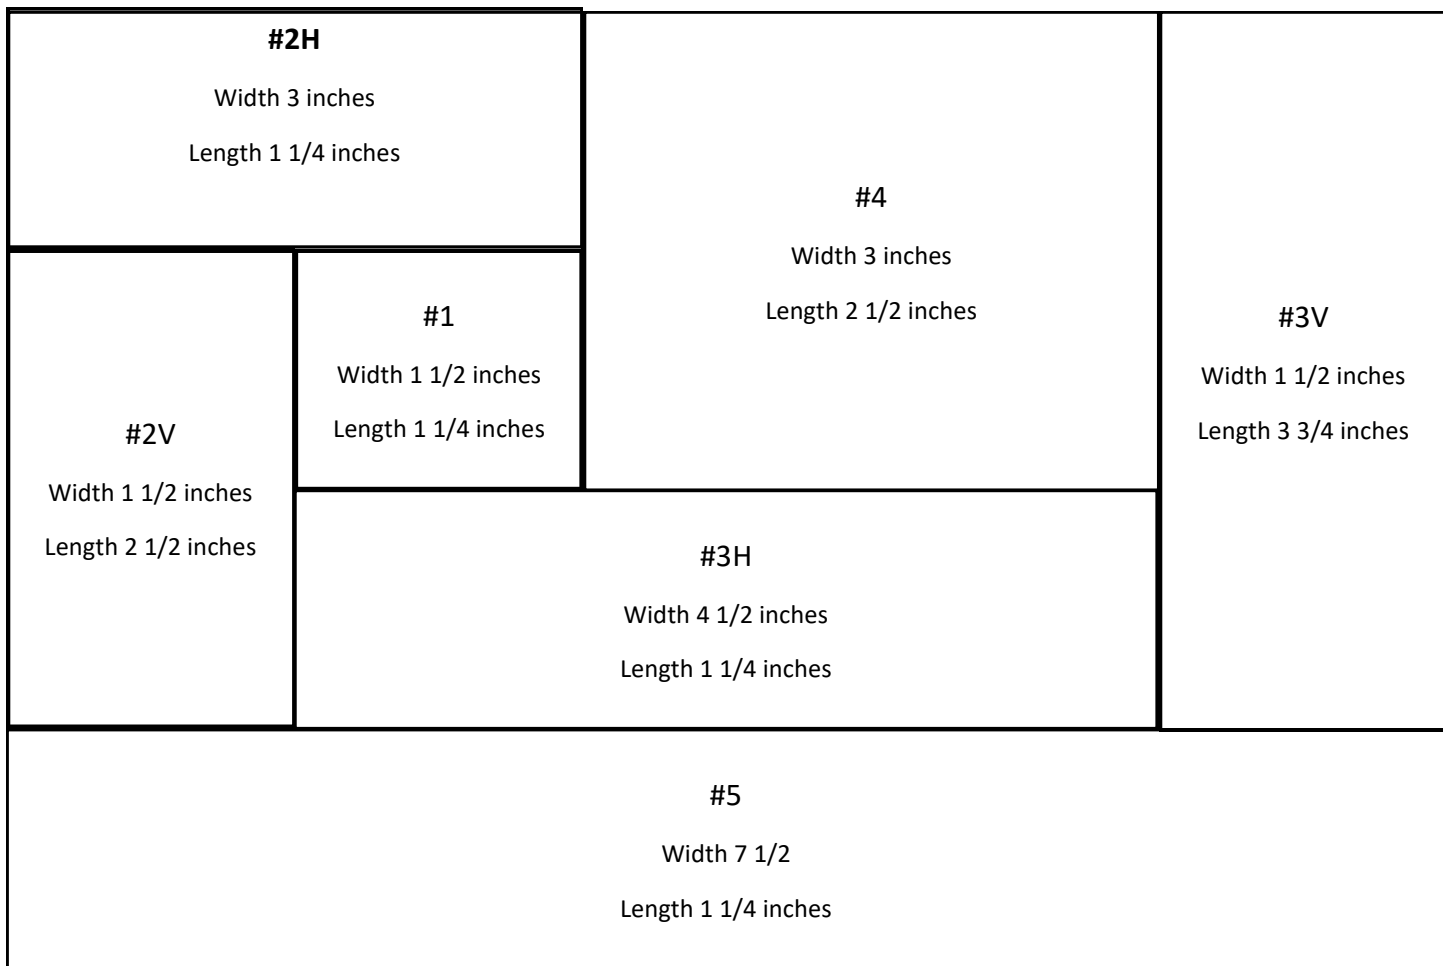 #2H
Width 3 inches
Length 1 1/4 inches
#4
Width 3 inches
Length 2 1/2 inches
#3V
Width 1 1/2 inches
Length 3 3/4 inches
#1
Width 1 1/2 inches
Length 1 1/4 inches
#2V
Width 1 1/2 inches
Length 2 1/2 inches
#3H
Width 4 1/2 inches
Length 1 1/4 inches
#5
Width 7 1/2
Length 1 1/4 inches